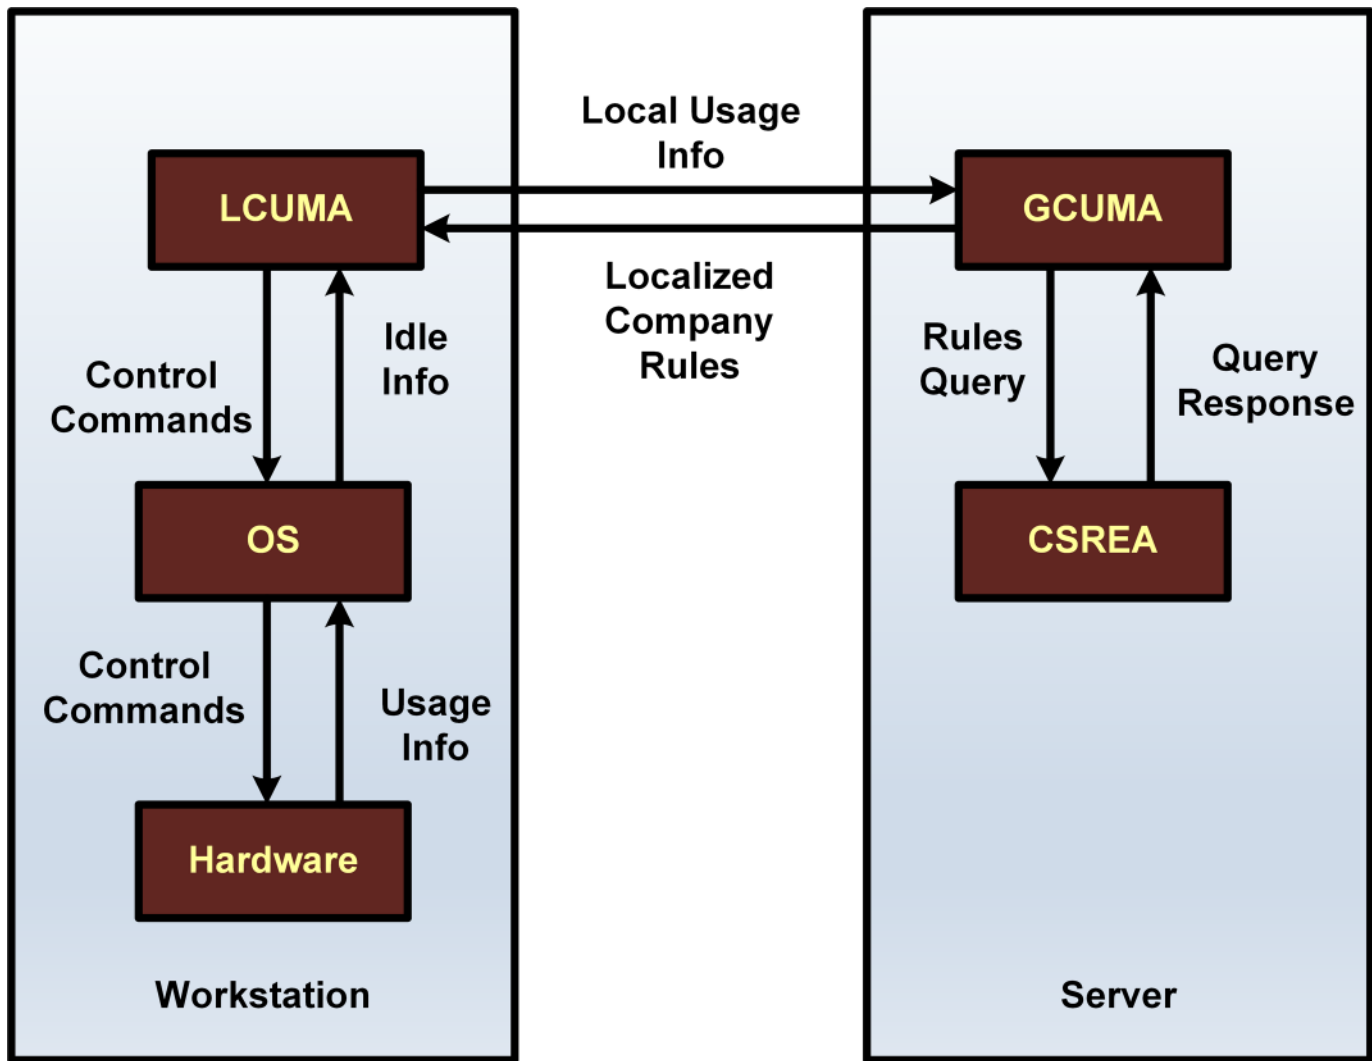 Local Usage
Info
LCUMA
GCUMA
Localized
Company
Rules
Idle
Info
Control
Commands
Rules
Query
Query
Response
OS
CSREA
Control
Commands
Usage
Info
Hardware
Workstation
Server